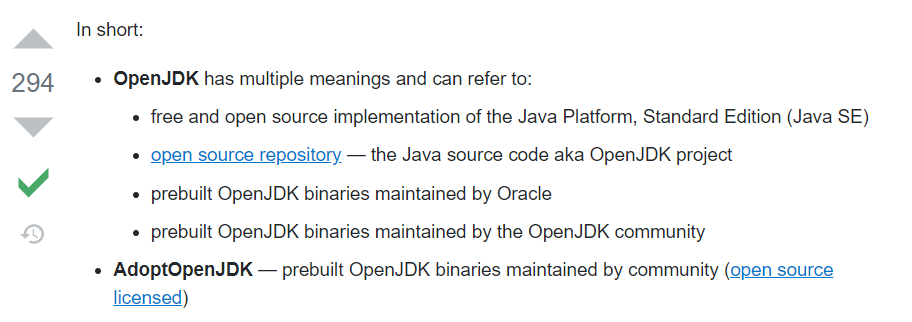 In short:
294
• OpenJDK has multiple meanings and can refer to:
• free and open source implementation of the Java Platform, Standard Edition (Java SE)
• open source repository — the Java source code aka OpenJDK project
• prebuilt OpenJDK binaries maintained by Oracle
• prebuilt OpenJDK binaries maintained by the OpenJDK community
• AdoptOpenJDK — prebuilt OpenJDK binaries maintained by community (open source
licensed)